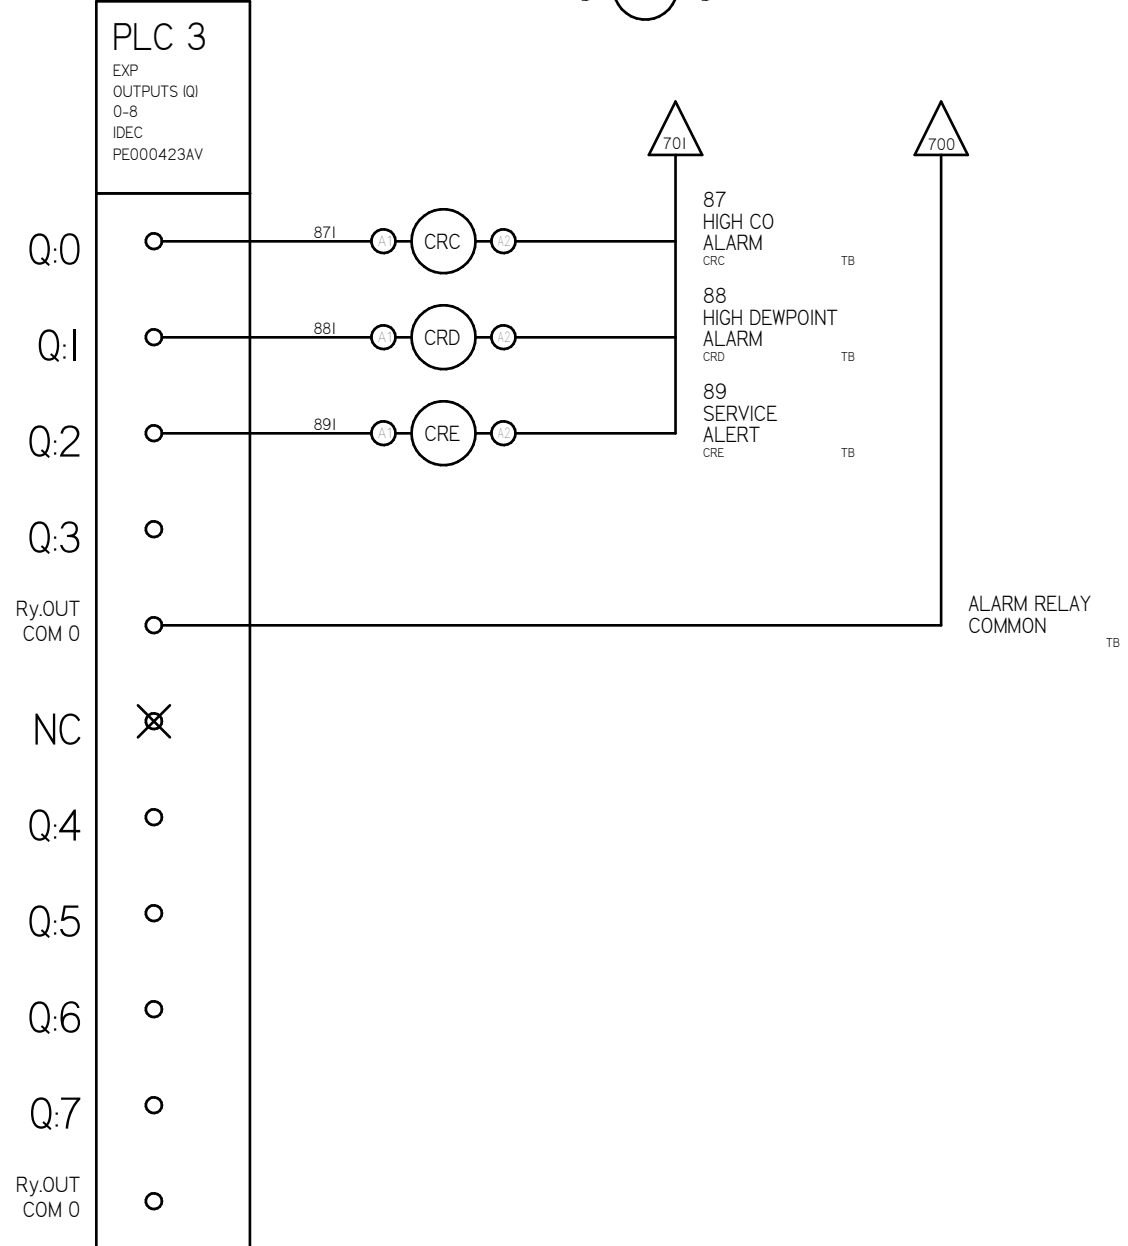 PLC 3
EXP
OUTPUTS (Q)
0-8
IDEC
PE000423AV
701
700
Q:0
871
A1
CRC
A2
87
HIGH CO
ALARM
CRC TB
Q:1
881
A1
CRD
A2
88
HIGH DEWPOINT
ALARM
CRD TB
Q:2
891
A1
CRE
A2
89
SERVICE
ALERT
CRE TB
Q:3
Ry.OUT
COM 0
ALARM RELAY
COMMON
TB
NC
Q:4
Q:5
Q:6
Q:7
Ry.OUT
COM 0